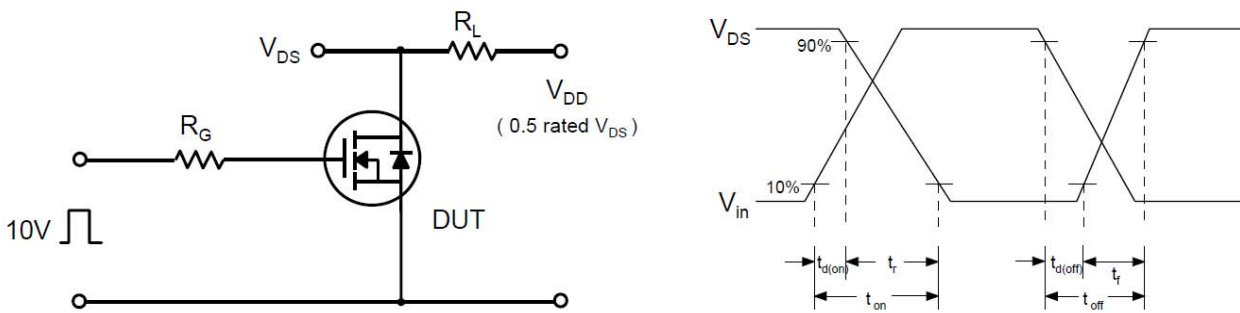 R_L
V_DS
V_DD
( 0.5 rated V_DS )
R_G
10V
DUT
V_DS
90%
10%
V_in
t_d(on)
t_r
t_on
t_d(off)
t_f
t_off